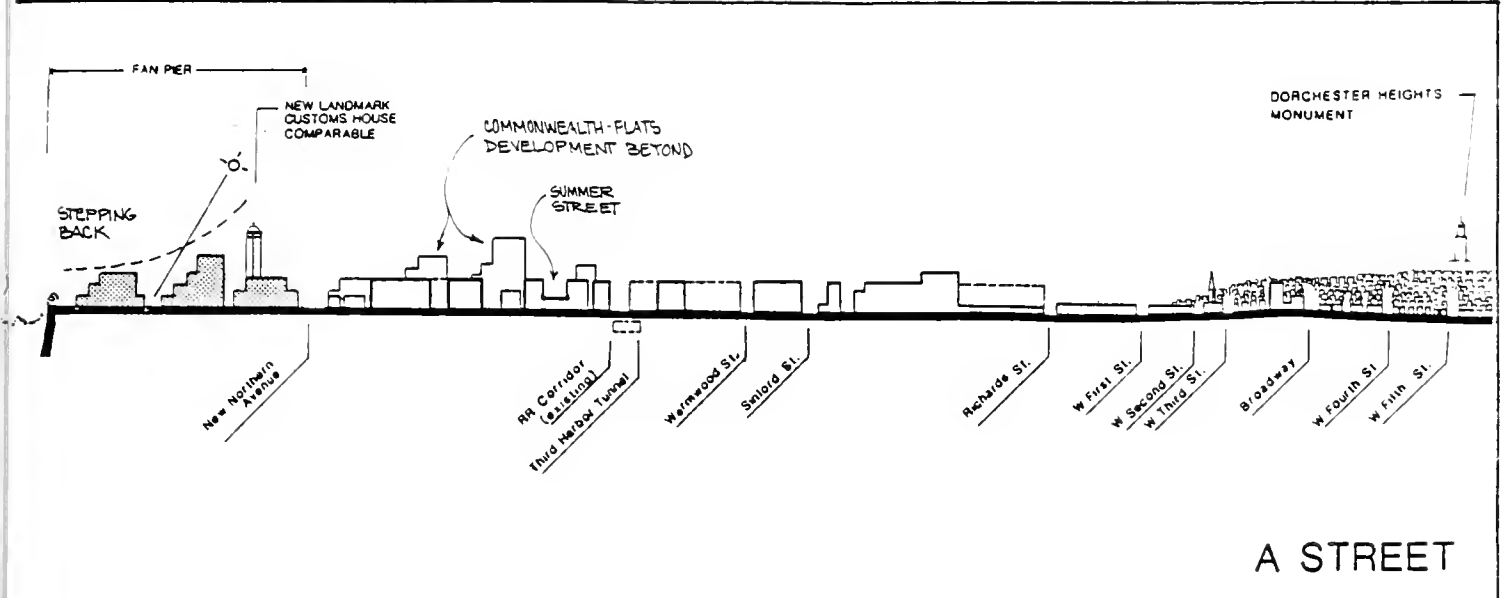 FAN PIER
NEW LANDMARK
CUSTOMS HOUSE
COMPARABLE
DORCHESTER HEIGHTS
MONUMENT
COMMONWEALTH-FLATS
DEVELOPMENT BEYOND
SUMMER
STREET
STEPPING
BACK
New Northern
Avenue
RR Corridor
(existing)
Third Harbor Tunnel
Wormwood St.
Binford St.
Richards St.
W First St.
W Second St.
W Third St.
Broadway
W Fourth St
W Fifth St.
A STREET